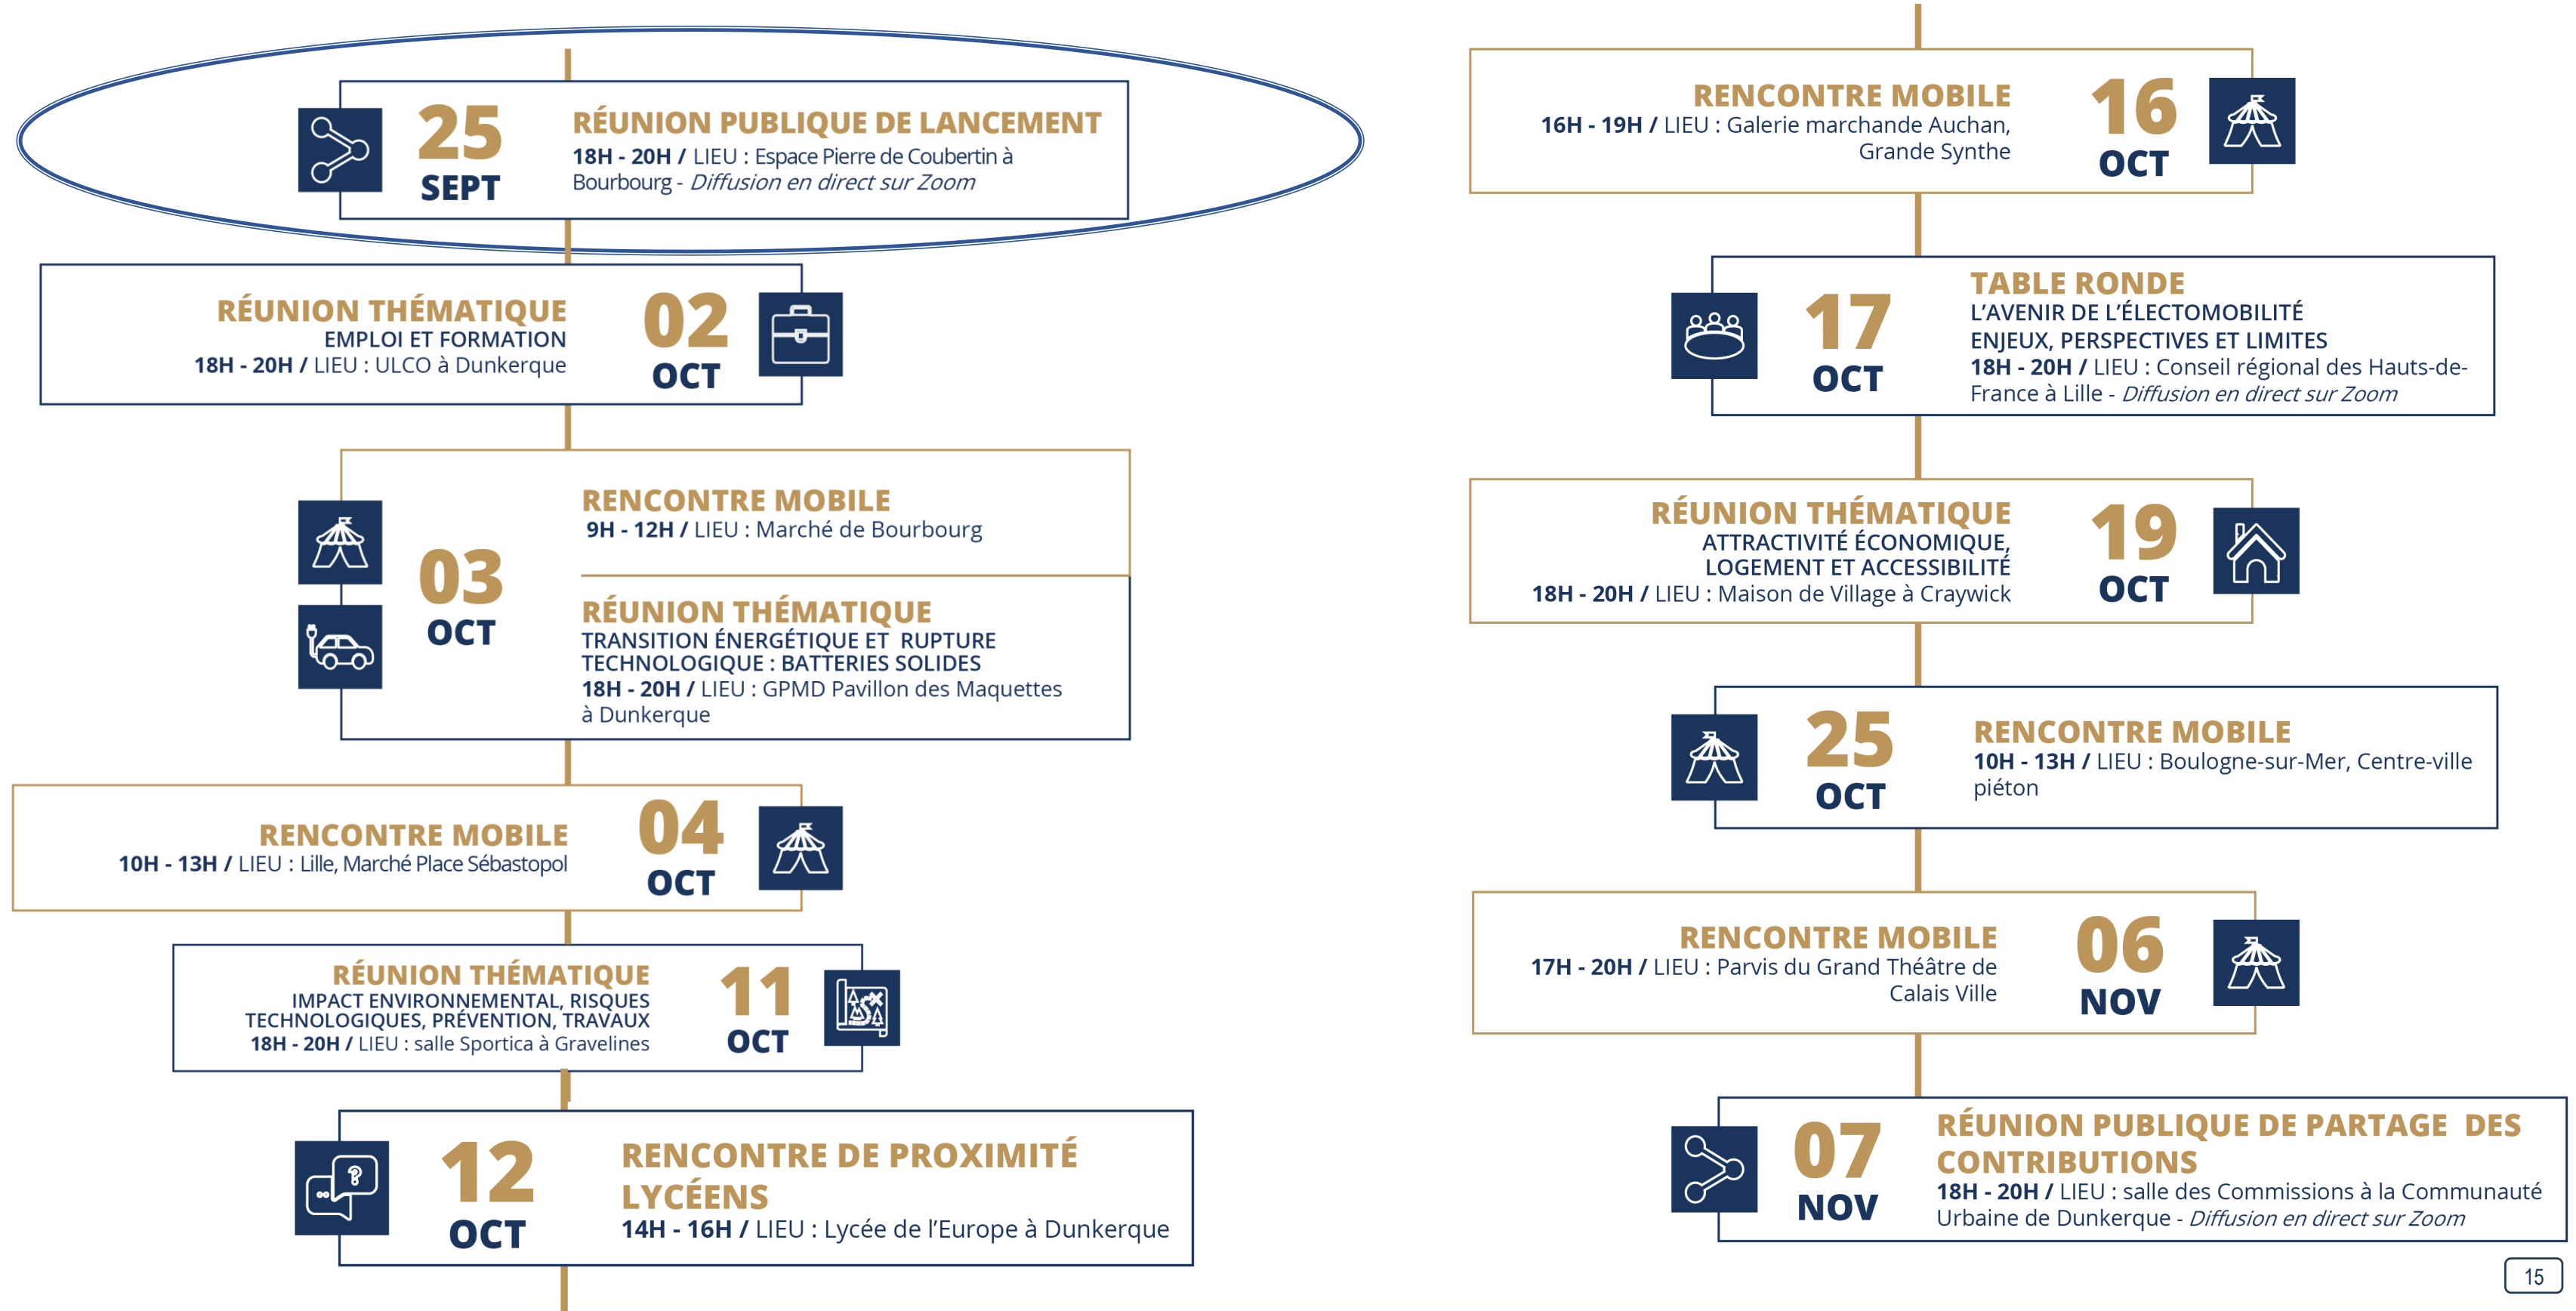 25
SEPT
RÉUNION PUBLIQUE DE LANCEMENT
18H - 20H / LIEU : Espace Pierre de Coubertin à
Bourbourg - Diffusion en direct sur Zoom
RÉUNION THÉMATIQUE
EMPLOI ET FORMATION
18H - 20H / LIEU : ULCO à Dunkerque
02
OCT
03
OCT
RENCONTRE MOBILE
9H - 12H / LIEU : Marché de Bourbourg
RÉUNION THÉMATIQUE
TRANSITION ÉNERGÉTIQUE ET RUPTURE
TECHNOLOGIQUE : BATTERIES SOLIDES
18H - 20H / LIEU : GPMD Pavillon des Maquettes
à Dunkerque
RENCONTRE MOBILE
10H - 13H / LIEU : Lille, Marché Place Sébastopol
04
OCT
RÉUNION THÉMATIQUE
IMPACT ENVIRONNEMENTAL, RISQUES
TECHNOLOGIQUES, PRÉVENTION, TRAVAUX
18H - 20H / LIEU : salle Sportica à Gravelines
11
OCT
12
OCT
RENCONTRE DE PROXIMITÉ
LYCÉENS
14H - 16H / LIEU : Lycée de l'Europe à Dunkerque
RENCONTRE MOBILE
16H - 19H / LIEU : Galerie marchande Auchan,
Grande Synthe
16
OCT
17
OCT
TABLE RONDE
L'AVENIR DE L'ÉLECTOMOBILITÉ
ENJEUX, PERSPECTIVES ET LIMITES
18H - 20H / LIEU : Conseil régional des Hauts-de-
France à Lille - Diffusion en direct sur Zoom
RÉUNION THÉMATIQUE
ATTRACTIVITÉ ÉCONOMIQUE,
LOGEMENT ET ACCESSIBILITÉ
18H - 20H / LIEU : Maison de Village à Craywick
19
OCT
25
OCT
RENCONTRE MOBILE
10H - 13H / LIEU : Boulogne-sur-Mer, Centre-ville
piéton
RENCONTRE MOBILE
17H - 20H / LIEU : Parvis du Grand Théâtre de
Calais Ville
06
NOV
07
NOV
RÉUNION PUBLIQUE DE PARTAGE DES
CONTRIBUTIONS
18H - 20H / LIEU : salle des Commissions à la Communauté
Urbaine de Dunkerque - Diffusion en direct sur Zoom
15